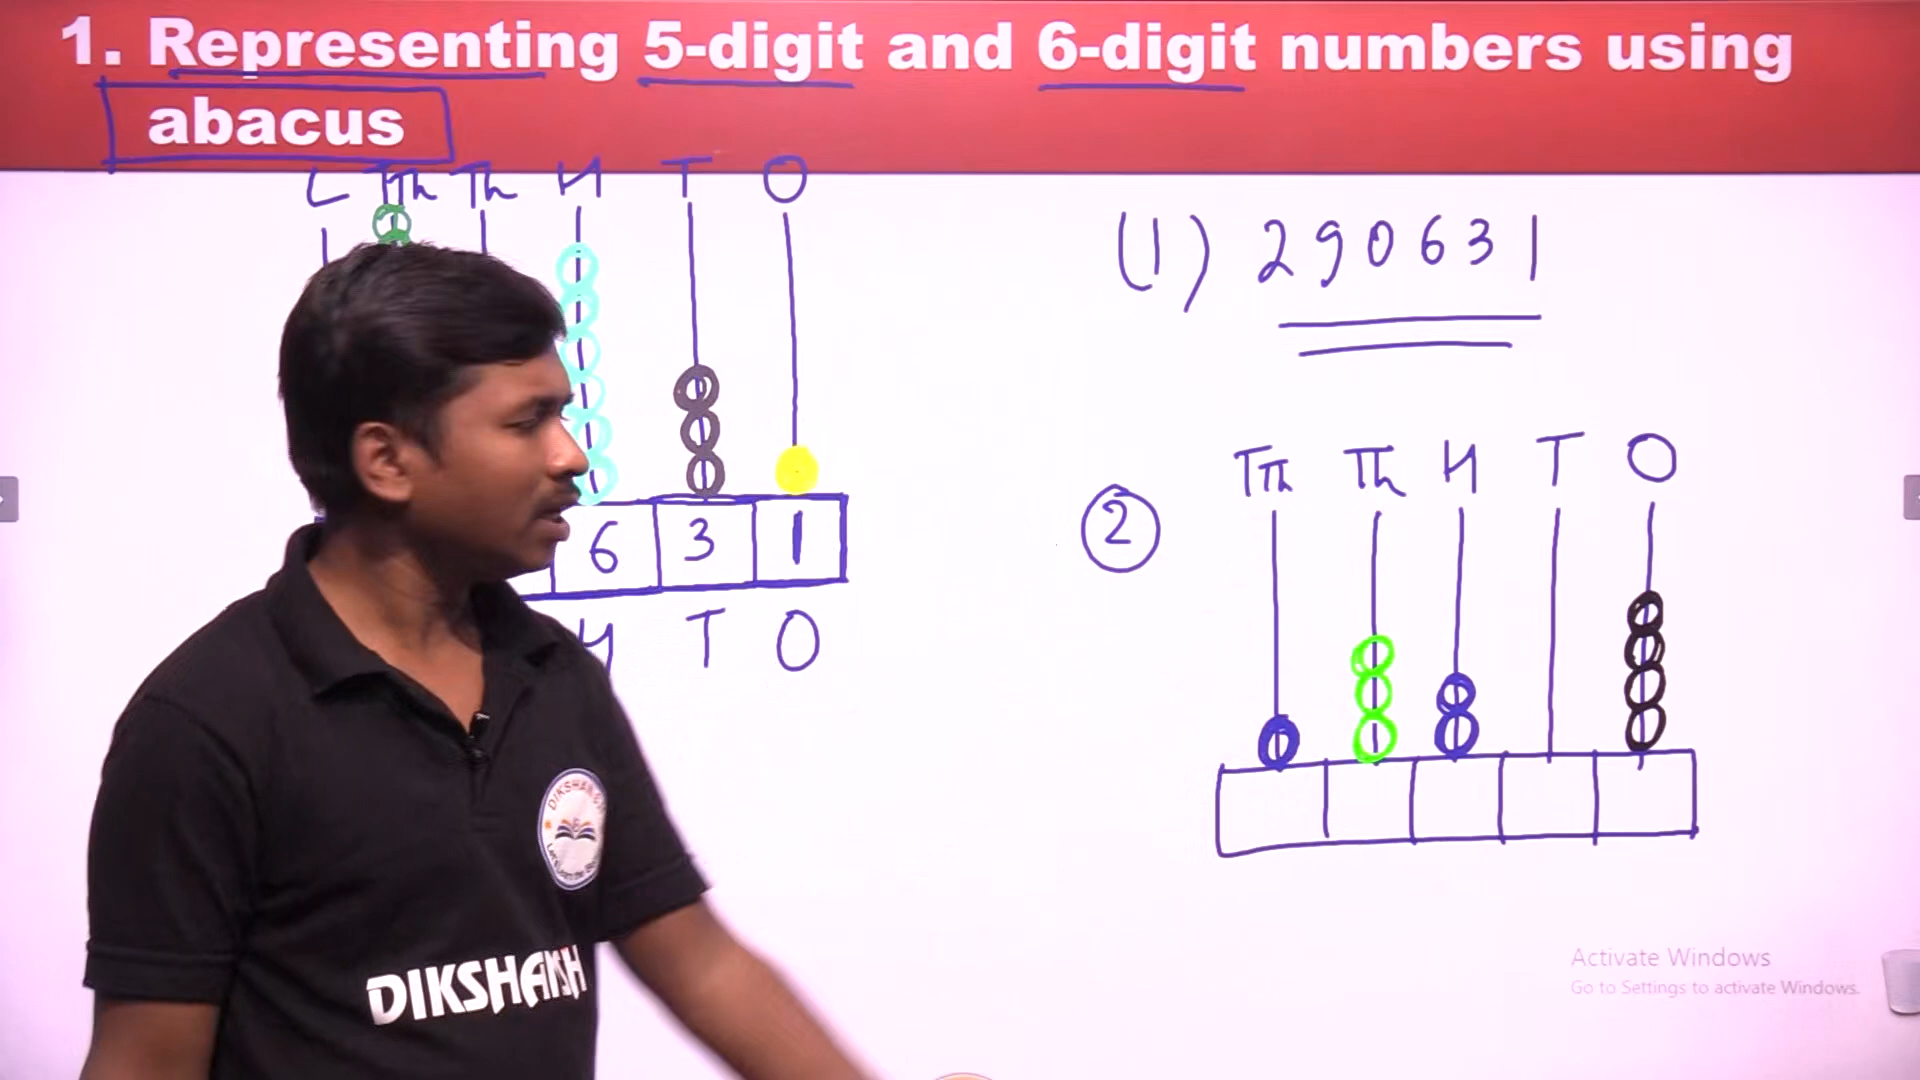 1. Representing 5-digit and 6-digit numbers using
abacus
L TTh Th H T O
6 3 1
H T O
(1) 290631
2
TTh Th H T O
DIKSHANSH
Activate Windows
Go to Settings to activate Windows.